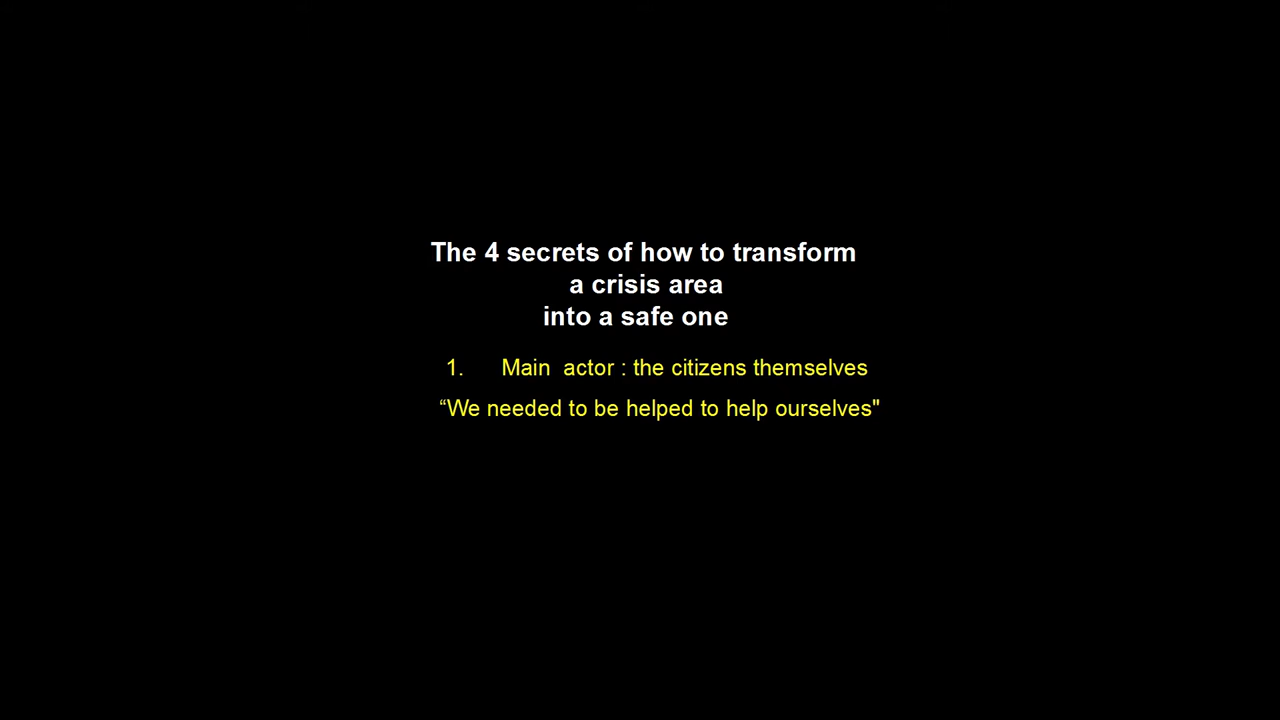 The 4 secrets of how to transform
a crisis area
into a safe one
1. Main  actor : the citizens themselves
“We needed to be helped to help ourselves"